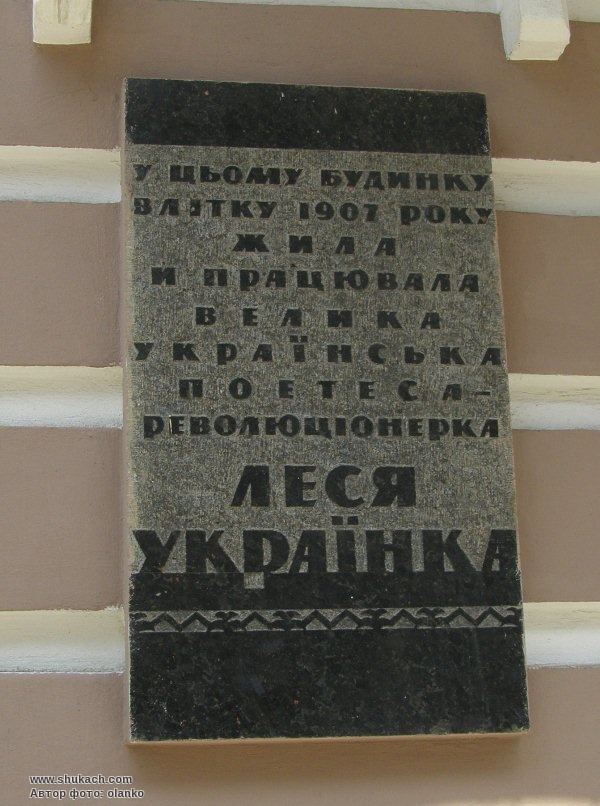 У ЦЬОМУ БУДИНКУ
ВЛІТКУ 1907 РОКУ
ЖИЛА
И ПРАЦЮВАЛА
ВЕЛИКА
УКРАЇНСЬКА
ПОЕТЕСА-
РЕВОЛЮЦІОНЕРКА
ЛЕСЯ
УКРАЇНКА
www.shukach.com
Автор фото: olanko